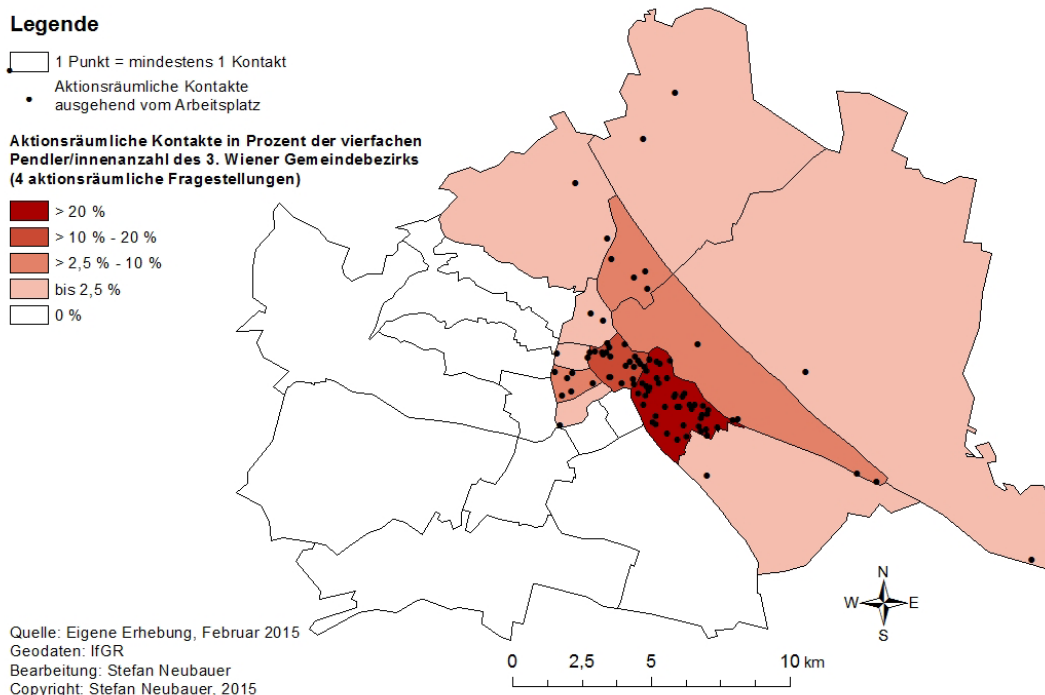 Legende
1 Punkt = mindestens 1 Kontakt
Aktionsräumliche Kontakte
ausgehend vom Arbeitsplatz
Aktionsräumliche Kontakte in Prozent der vierfachen
Pendler/innenanzahl des 3. Wiener Gemeindebezirks
(4 aktionsräumliche Fragestellungen)
> 20 %
> 10 % - 20 %
> 2,5 % - 10 %
bis 2,5 %
0 %
N
W E
S
Quelle: Eigene Erhebung, Februar 2015
Geodaten: IfGR
Bearbeitung: Stefan Neubauer
Copyright: Stefan Neubauer, 2015
0 2,5 5 10 km